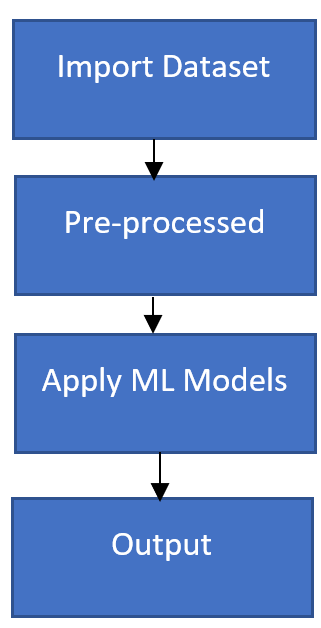 Import Dataset
Pre-processed
Apply ML Models
Output